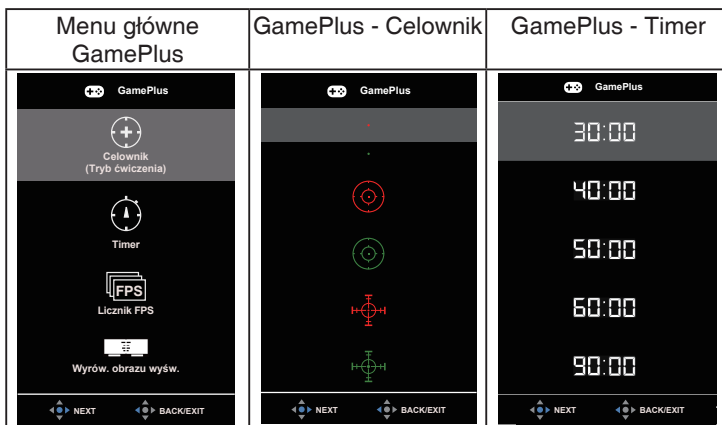 Menu główne
GamePlus
GamePlus - Celownik
GamePlus - Timer
GamePlus
Celownik
(Tryb ćwiczenia)
Timer
FPS
Licznik FPS
Wyrów. obrazu wyśw.
NEXT BACK/EXIT
GamePlus
NEXT BACK/EXIT
GamePlus
30:00
40:00
50:00
60:00
90:00
NEXT BACK/EXIT